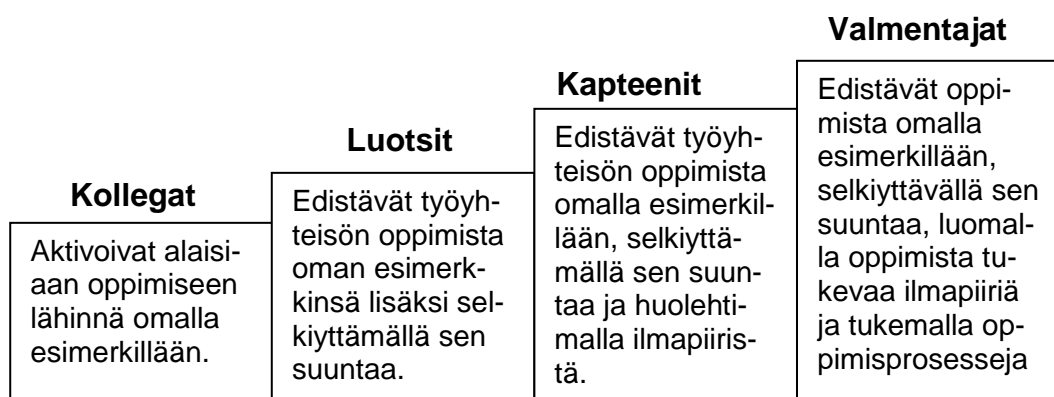 Kollegat
Aktivoivat alaisi-
aan oppimiseen
lähinnä omalla
esimerkillään.
Luotsit
Edistävät työyh-
teisön oppimista
oman esimerk-
kinsä lisäksi sel-
kiyttämällä sen
suuntaa.
Kapteenit
Edistävät työyh-
teisön oppimista
omalla esimerkil-
lään, selkiyttä-
mällä sen suun-
taa ja huolehti-
malla ilmapiiris-
tä.
Valmentajat
Edistävät oppi-
mista omalla
esimerkillään,
selkiyttävällä sen
suuntaa, luomal-
la oppimista tu-
kevaa ilmapiiriä
ja tukemalla op-
pimisprosesseja